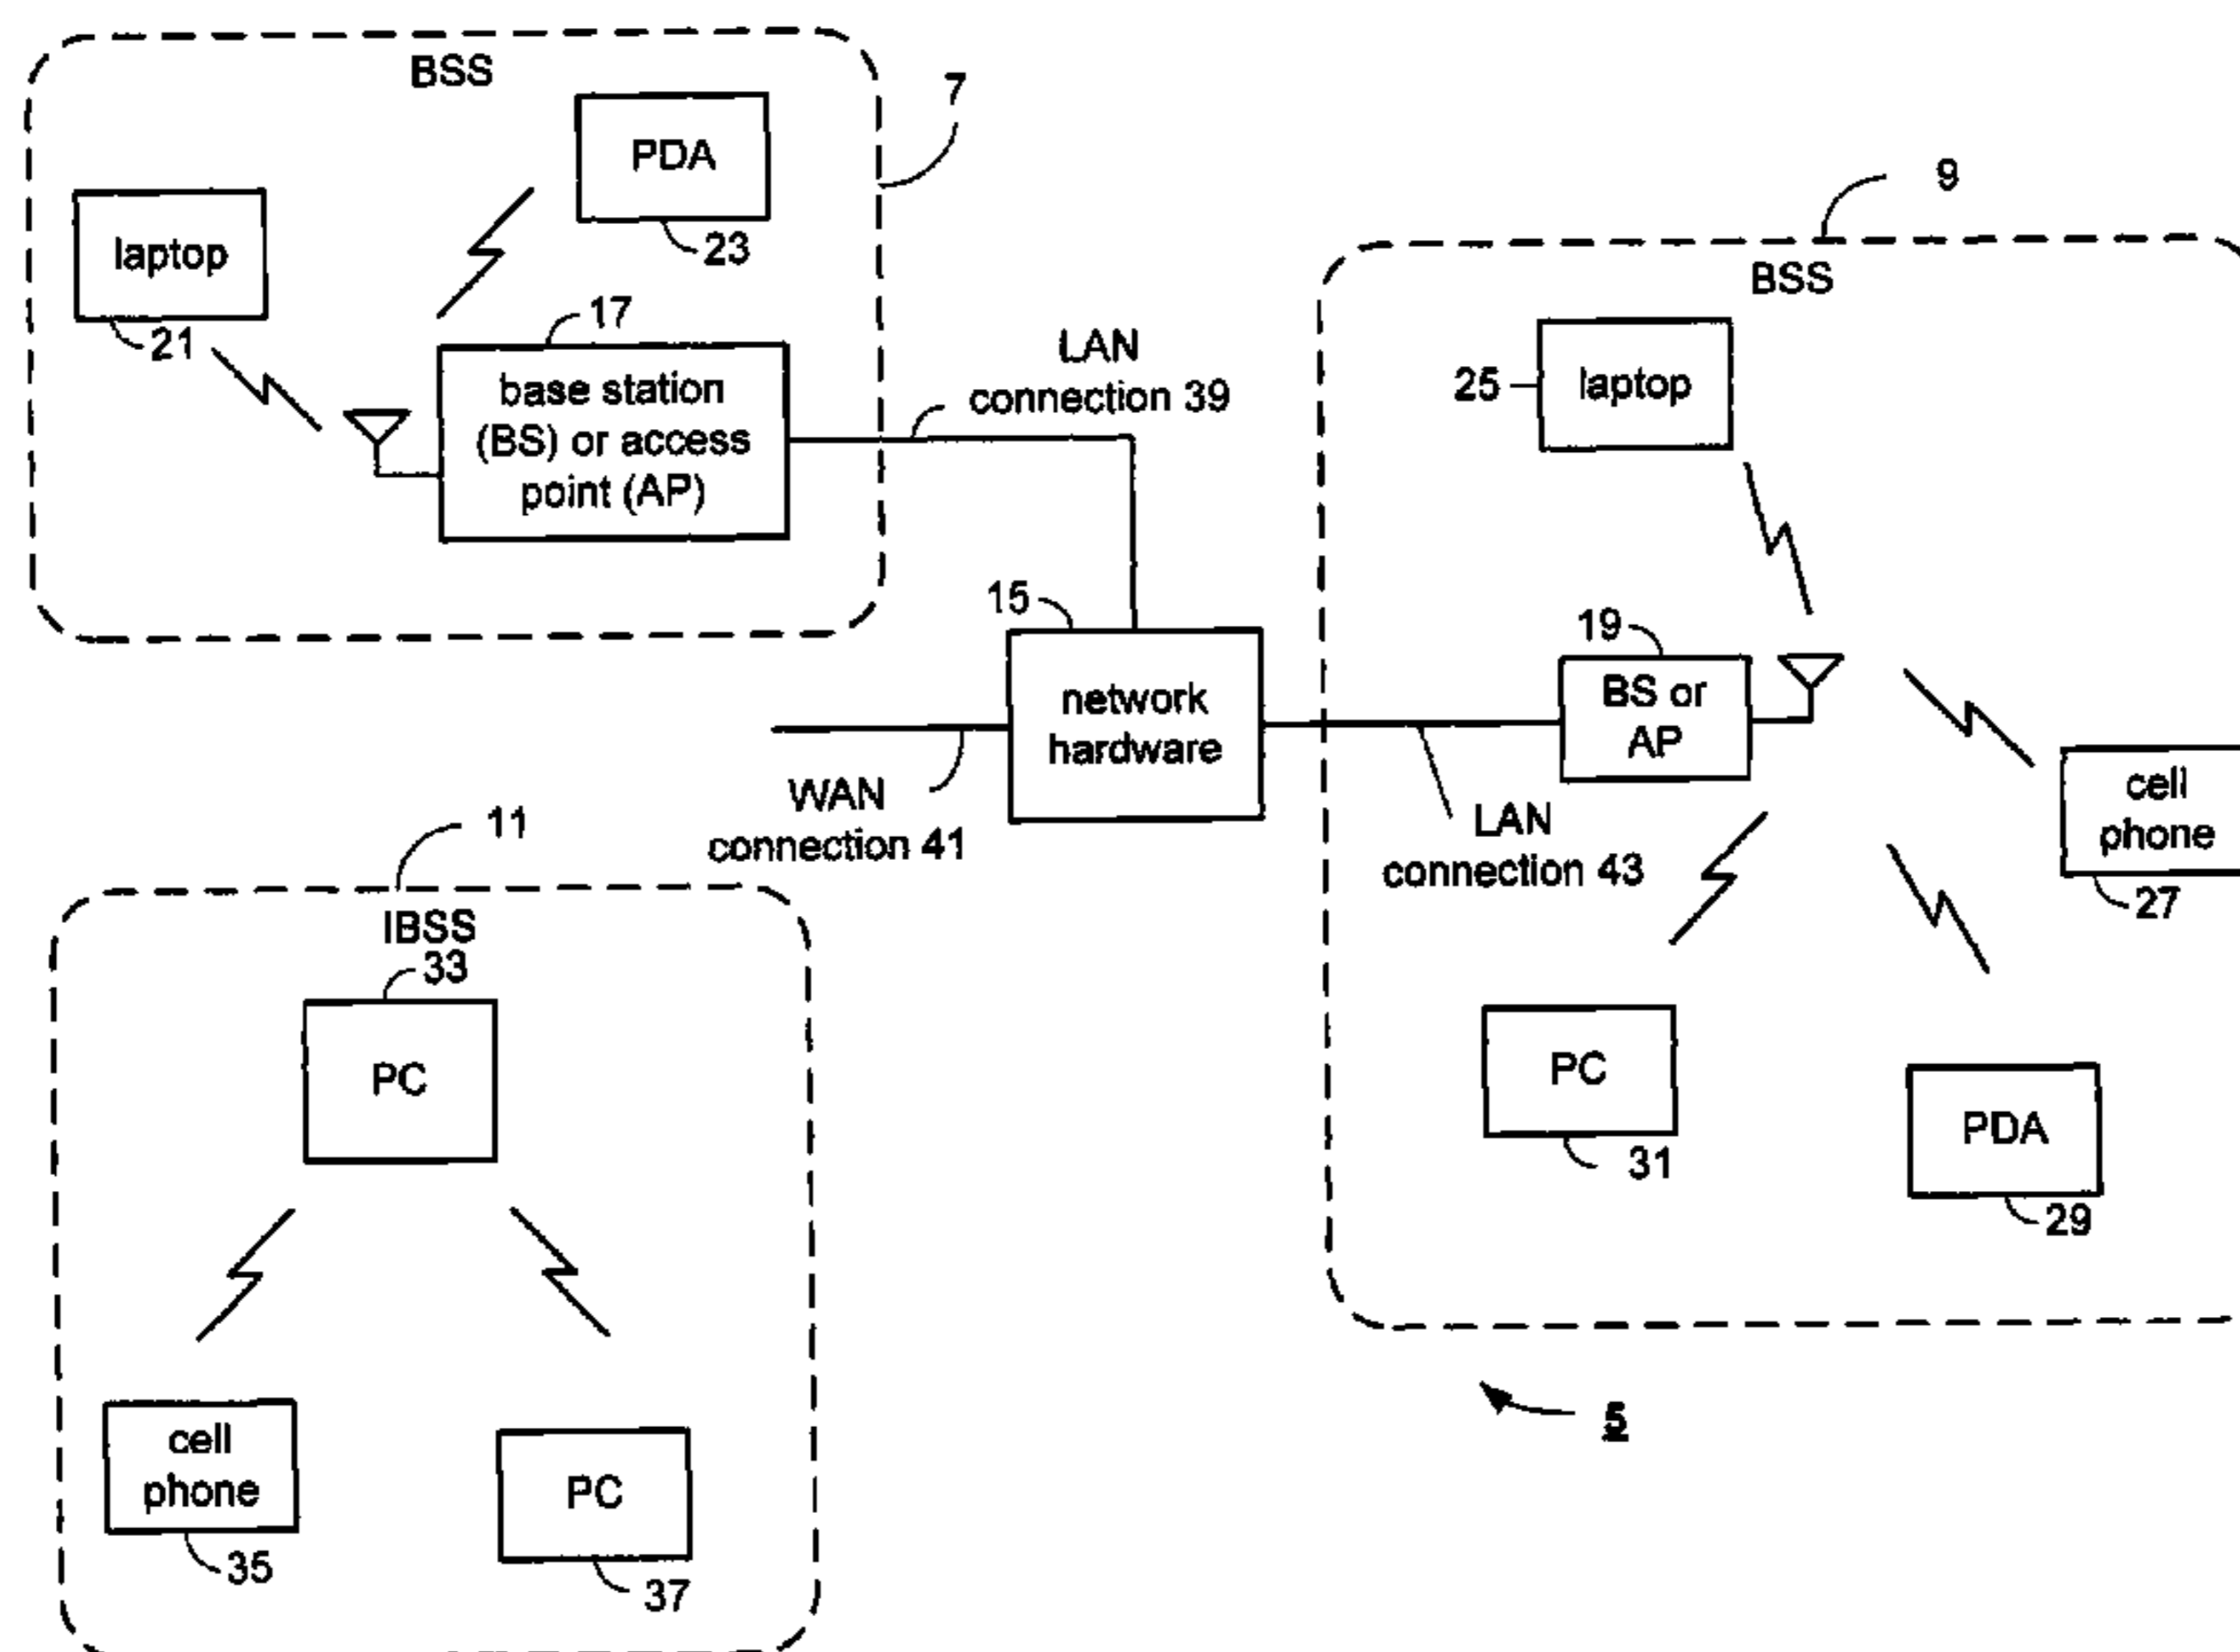 BSS
7
PDA
23
laptop
21
17
base station
(BS) or access
point (AP)
LAN
connection 39
9
BSS
25
laptop
15
network
hardware
19
BS or
AP
WAN
connection 41
LAN
connection 43
cell
phone
27
PC
31
PDA
29
5
11
IBSS
33
PC
cell
phone
35
PC
37